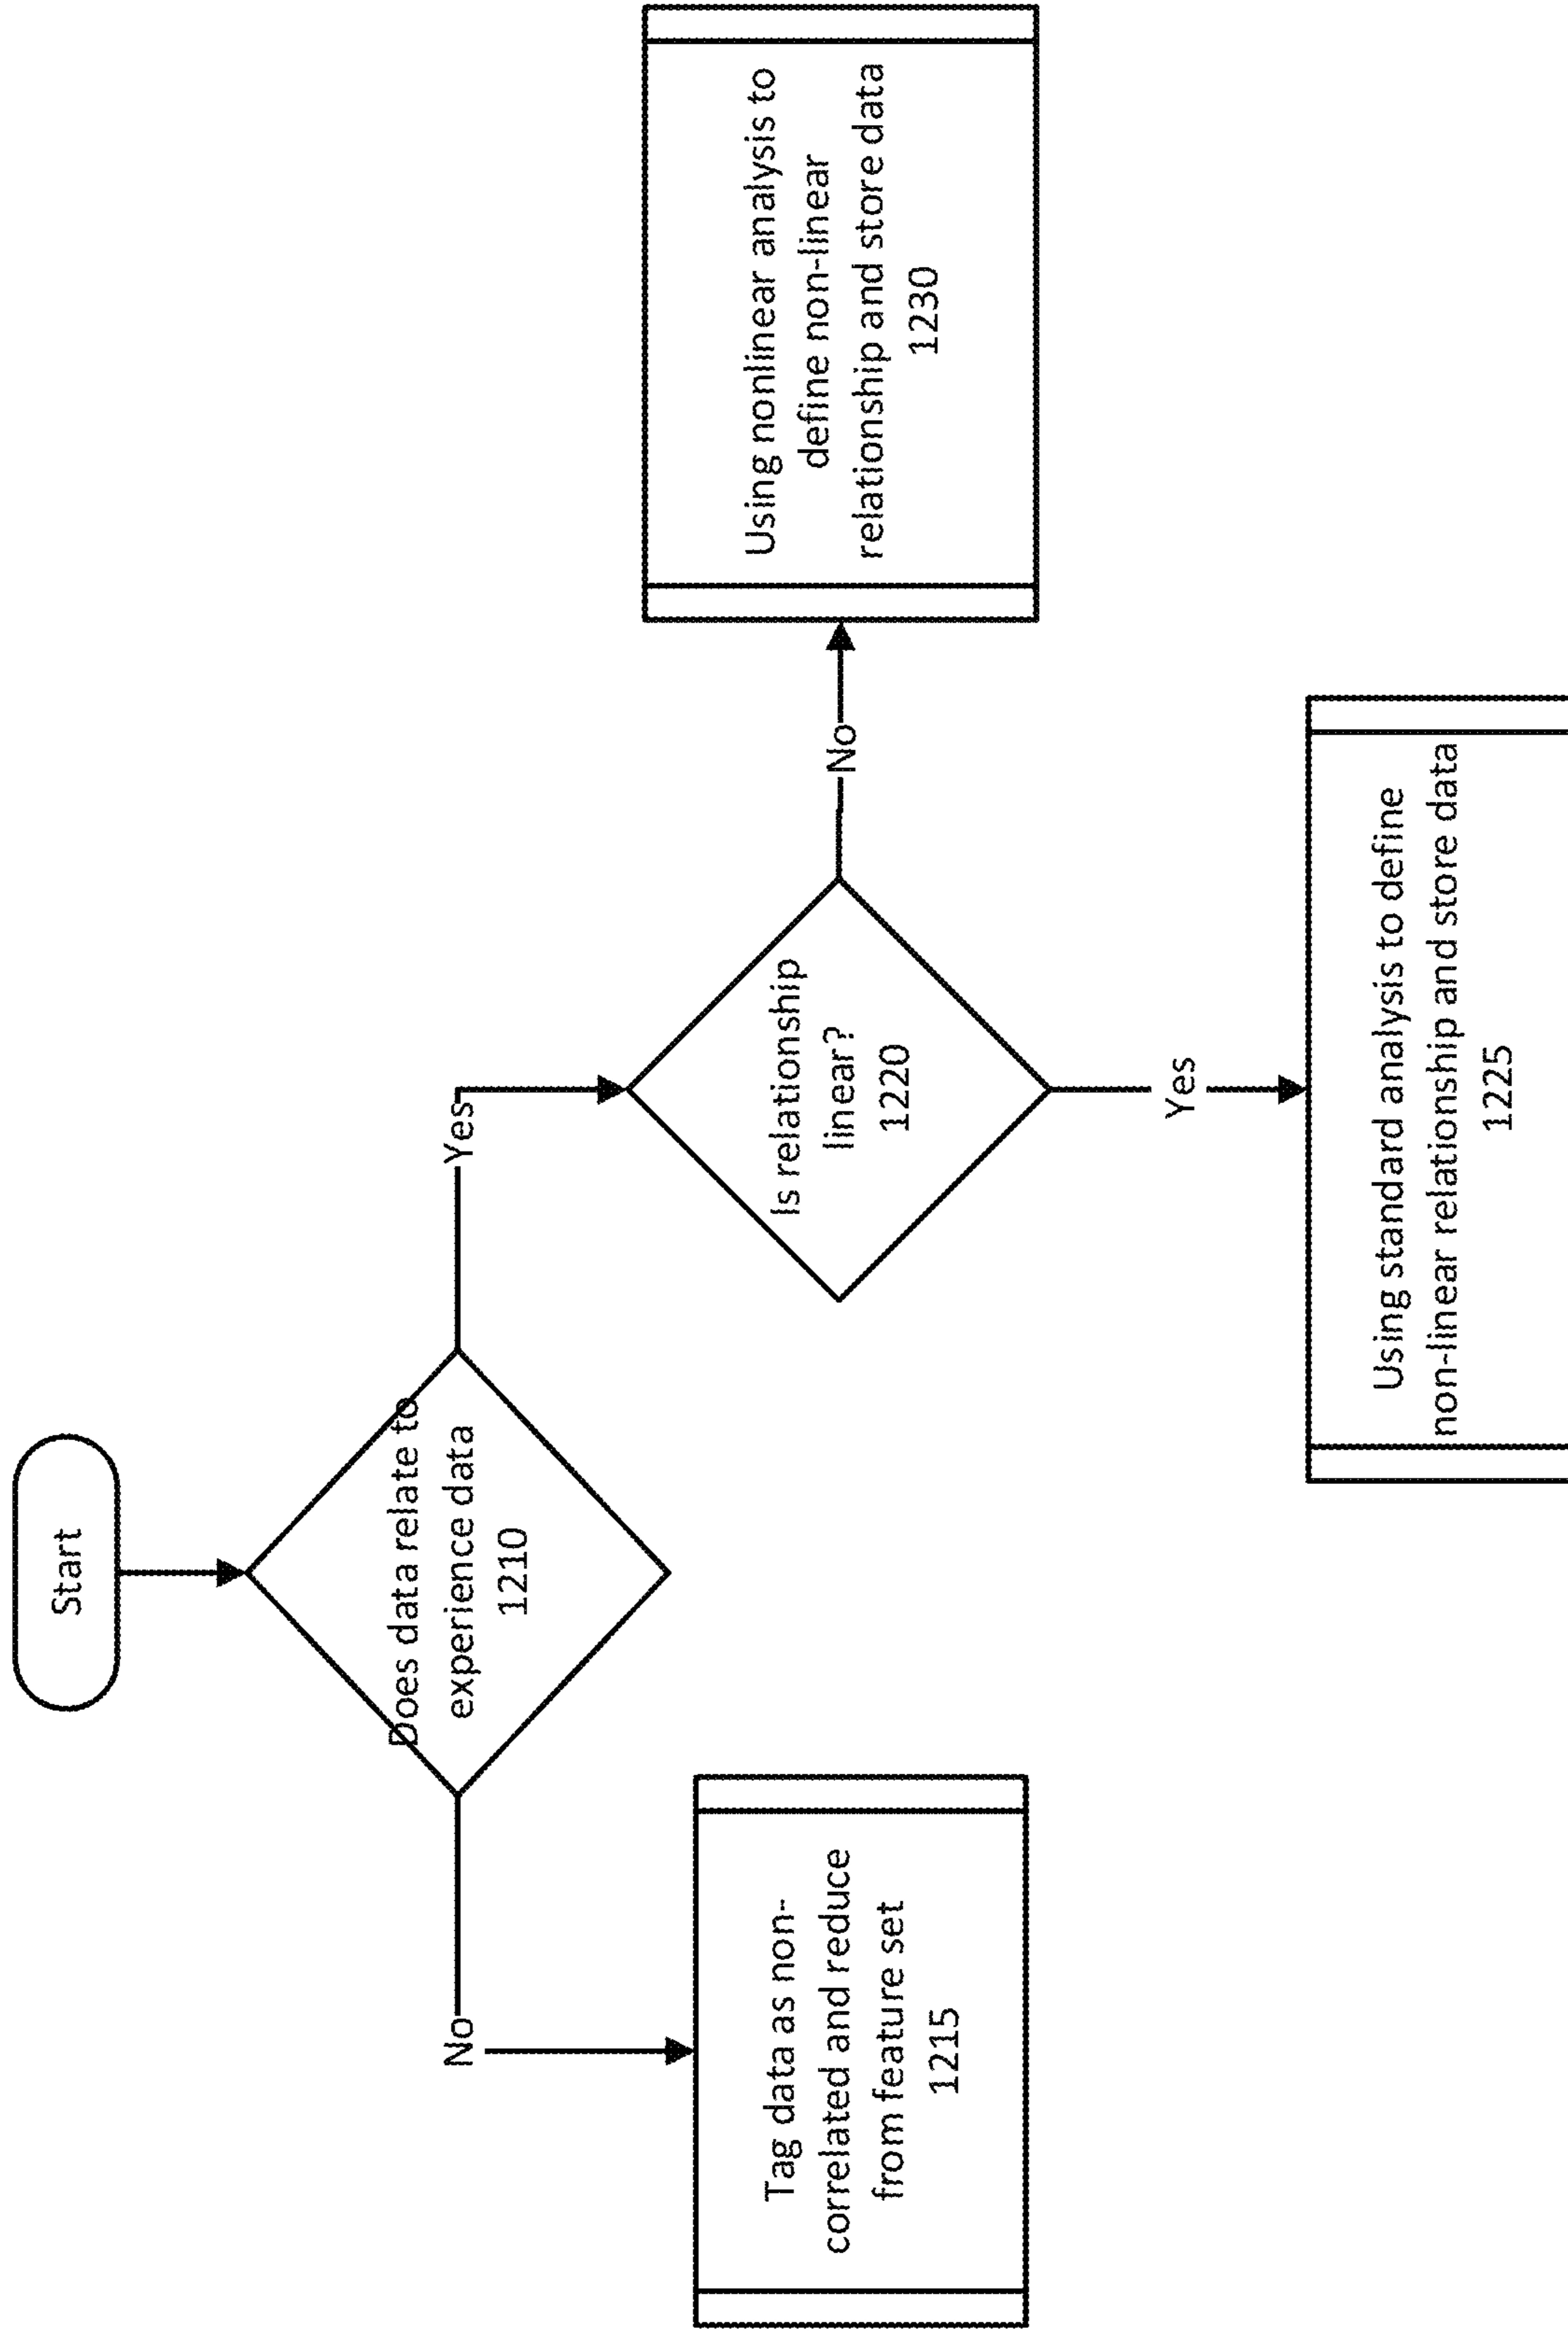 Start
Does data relate to
experience data
1210
No
Yes
Tag data as non-
correlated and reduce
from feature set
1215
Is relationship
linear?
1220
No
Using nonlinear analysis to
define non-linear
relationship and store data
1230
Yes
Using standard analysis to define
non-linear relationship and store data
1225